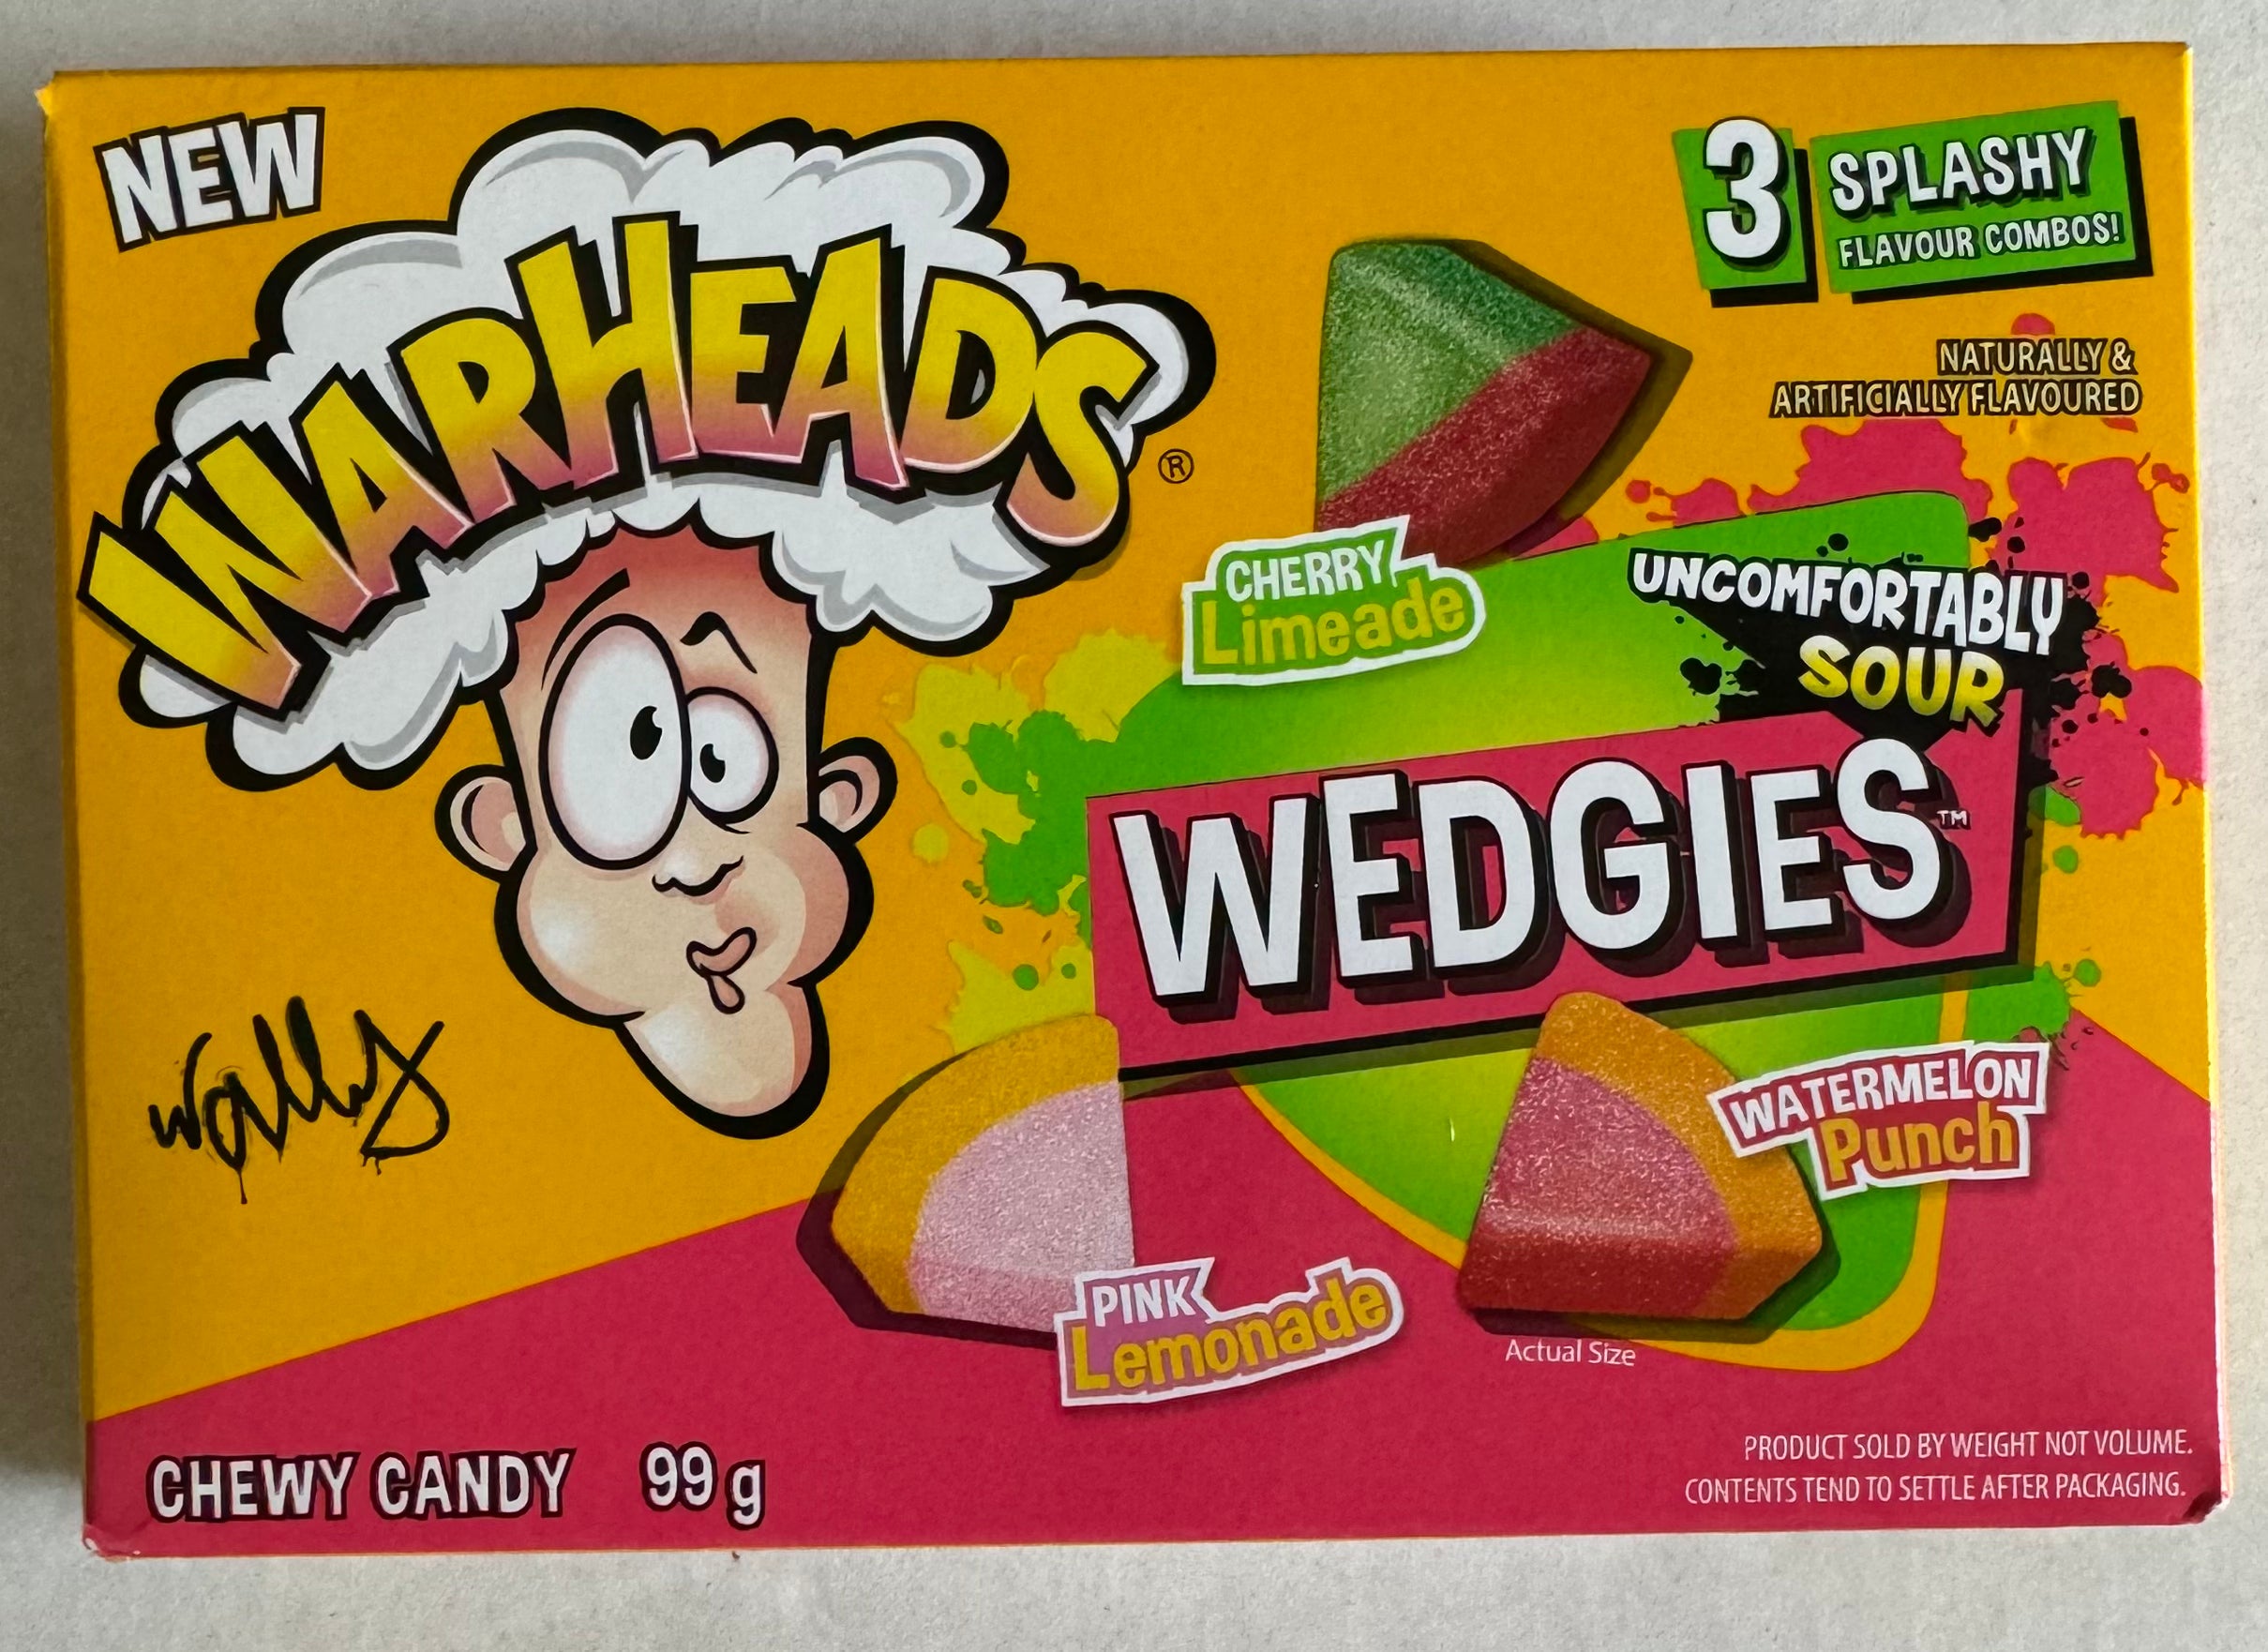 NEW
WARHEADS®
3 SPLASHY
FLAVOUR COMBOS!
NATURALLY &
ARTIFICIALLY FLAVOURED
CHERRY
Limeade
UNCOMFORTABLY
SOUR
WEDGIES™
Wally
WATERMELON
Punch
PINK
Lemonade
Actual Size
CHEWY CANDY 99 g
PRODUCT SOLD BY WEIGHT NOT VOLUME.
CONTENTS TEND TO SETTLE AFTER PACKAGING.